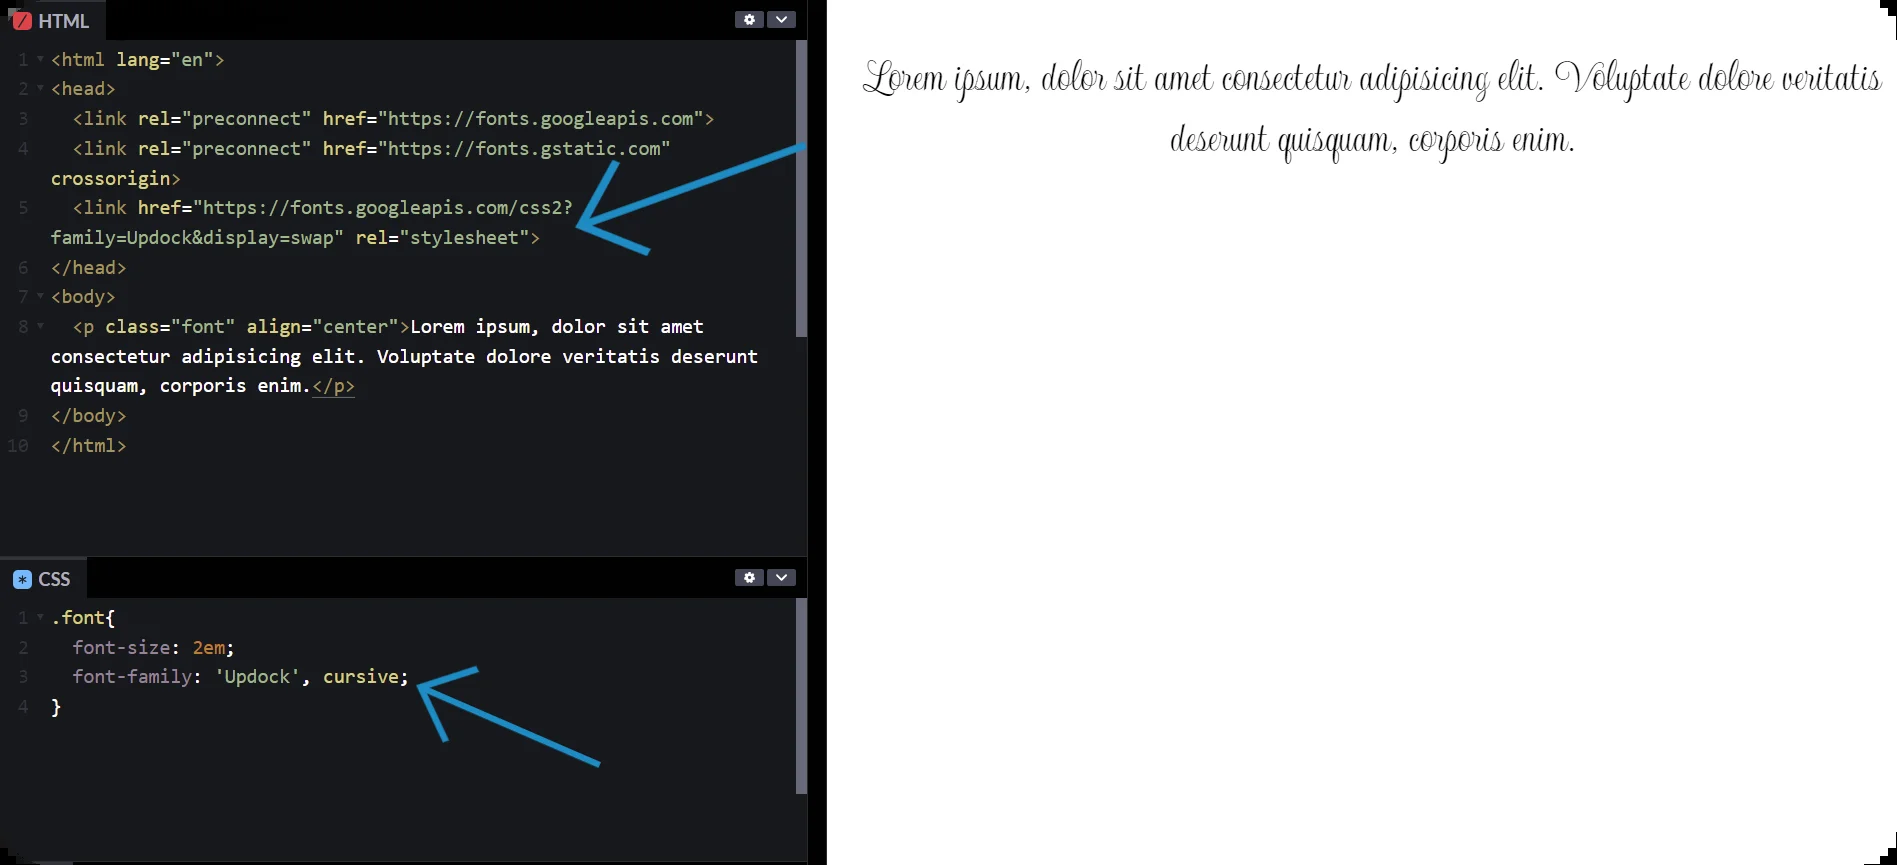 HTML
1 <html lang="en">
2 <head>
3 <link rel="preconnect" href="https://fonts.googleapis.com">
4 <link rel="preconnect" href="https://fonts.gstatic.com"
crossorigin>
5 <link href="https://fonts.googleapis.com/css2?
family=Updock&display=swap" rel="stylesheet">
6 </head>
7 <body>
8 <p class="font" align="center">Lorem ipsum, dolor sit amet
consectetur adipisicing elit. Voluptate dolore veritatis deserunt
quisquam, corporis enim.</p>
9 </body>
10 </html>
CSS
1 .font{
2 font-size: 2em;
3 font-family: 'Updock', cursive;
4 }
Lorem ipsum, dolor sit amet consectetur adipisicing elit. Voluptate dolore veritatis
deserunt quisquam, corporis enim.